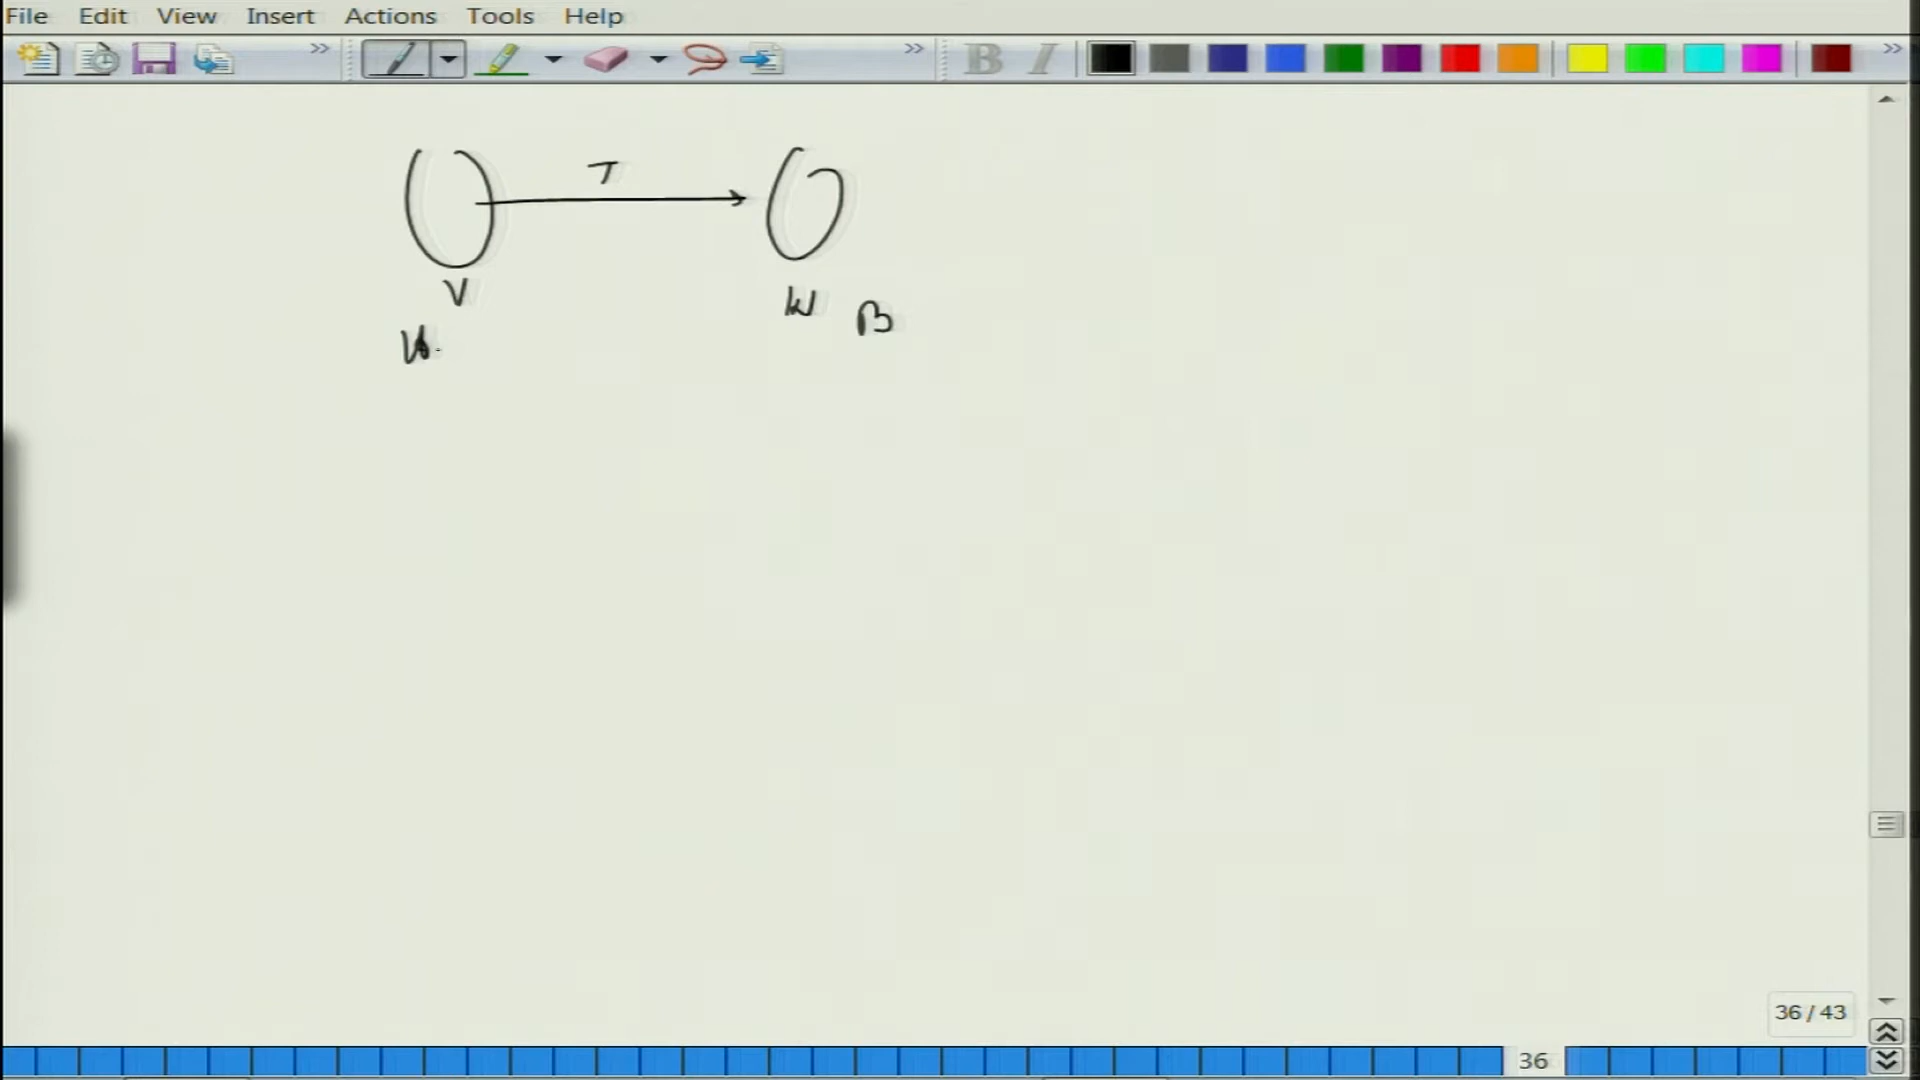 File Edit View Insert Actions Tools Help
B I
T
V
W B
36 / 43
36